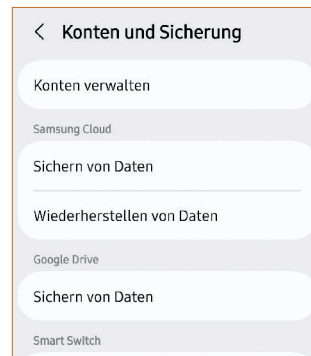 Konten und Sicherung
Konten verwalten
Samsung Cloud
Sichern von Daten
Wiederherstellen von Daten
Google Drive
Sichern von Daten
Smart Switch